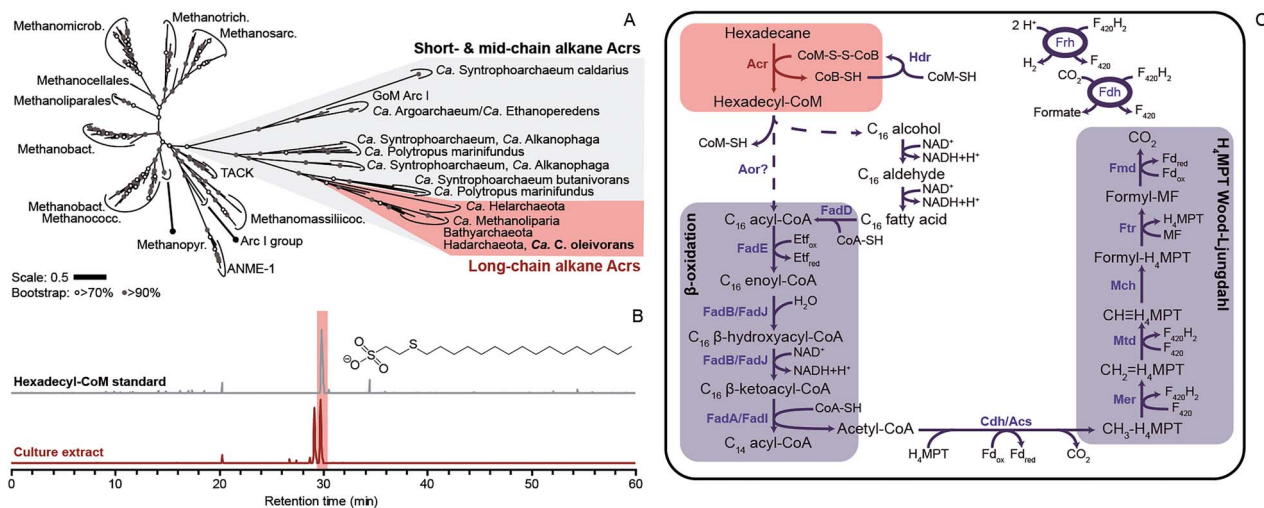 A
Methanomicrob.
Methanotrich.
Methanosarc.
Methanocellales
Methanoliparales
Methanobact.
Methanobact.
Methanococc.
Methanopyr.
ANME-1
Arc I group
Methanomassiliicoc.
TACK
Short- & mid-chain alkane Acrs
Ca. Syntrophoarchaeum caldarius
GoM Arc I
Ca. Argoarchaeum/Ca. Ethanoperedens
Ca. Syntrophoarchaeum, Ca. Alkanophaga
Ca. Polytropus marinifundus
Ca. Syntrophoarchaeum, Ca. Alkanophaga
Ca. Syntrophoarchaeum butanivorans
Ca. Polytropus marinifundus
Ca. Helarchaeota
Ca. Methanoliparia
Bathyarchaeota
Hadarchaeota, Ca. C. oleivorans
Long-chain alkane Acrs
Scale: 0.5
Bootstrap: >70% >90%
B
Hexadecyl-CoM standard
O
S
O
⊖O
S
Culture extract
0 10 20 30 40 50 60
Retention time (min)
C
Hexadecane
Acr
CoM-S-S-CoB
CoB-SH
Hdr
CoM-SH
Hexadecyl-CoM
CoM-SH
Aor?
C16 alcohol
NAD+
NADH+H+
C16 aldehyde
NAD+
NADH+H+
C16 fatty acid
FadD
CoA-SH
β-oxidation
C16 acyl-CoA
FadE
Etfox
Etfred
C16 enoyl-CoA
FadB/FadJ
H2O
C16 β-hydroxyacyl-CoA
FadB/FadJ
NAD+
NADH+H+
C16 β-ketoacyl-CoA
FadA/FadI
CoA-SH
Acetyl-CoA
C14 acyl-CoA
Cdh/Acs
H4MPT
Fdox Fdred
CO2
2 H+
F420H2
Frh
H2
F420
CO2
F420H2
Fdh
Formate
F420
H4MPT Wood-Ljungdahl
CO2
Fmd
Fdred
Fdox
Formyl-MF
Ftr
H4MPT
MF
Formyl-H4MPT
Mch
CH≡H4MPT
Mtd
F420H2
F420
CH2=H4MPT
Mer
F420H2
F420
CH3-H4MPT